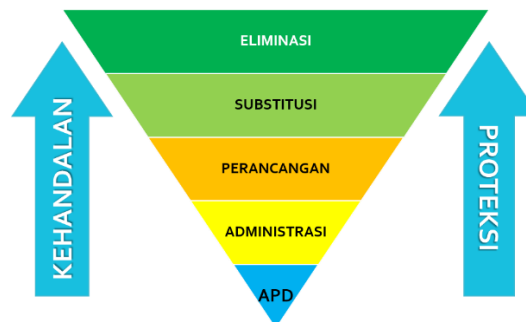 ELIMINASI
SUBSTITUSI
PERANCANGAN
ADMINISTRASI
APD
KEHANDALAN
PROTEKSI